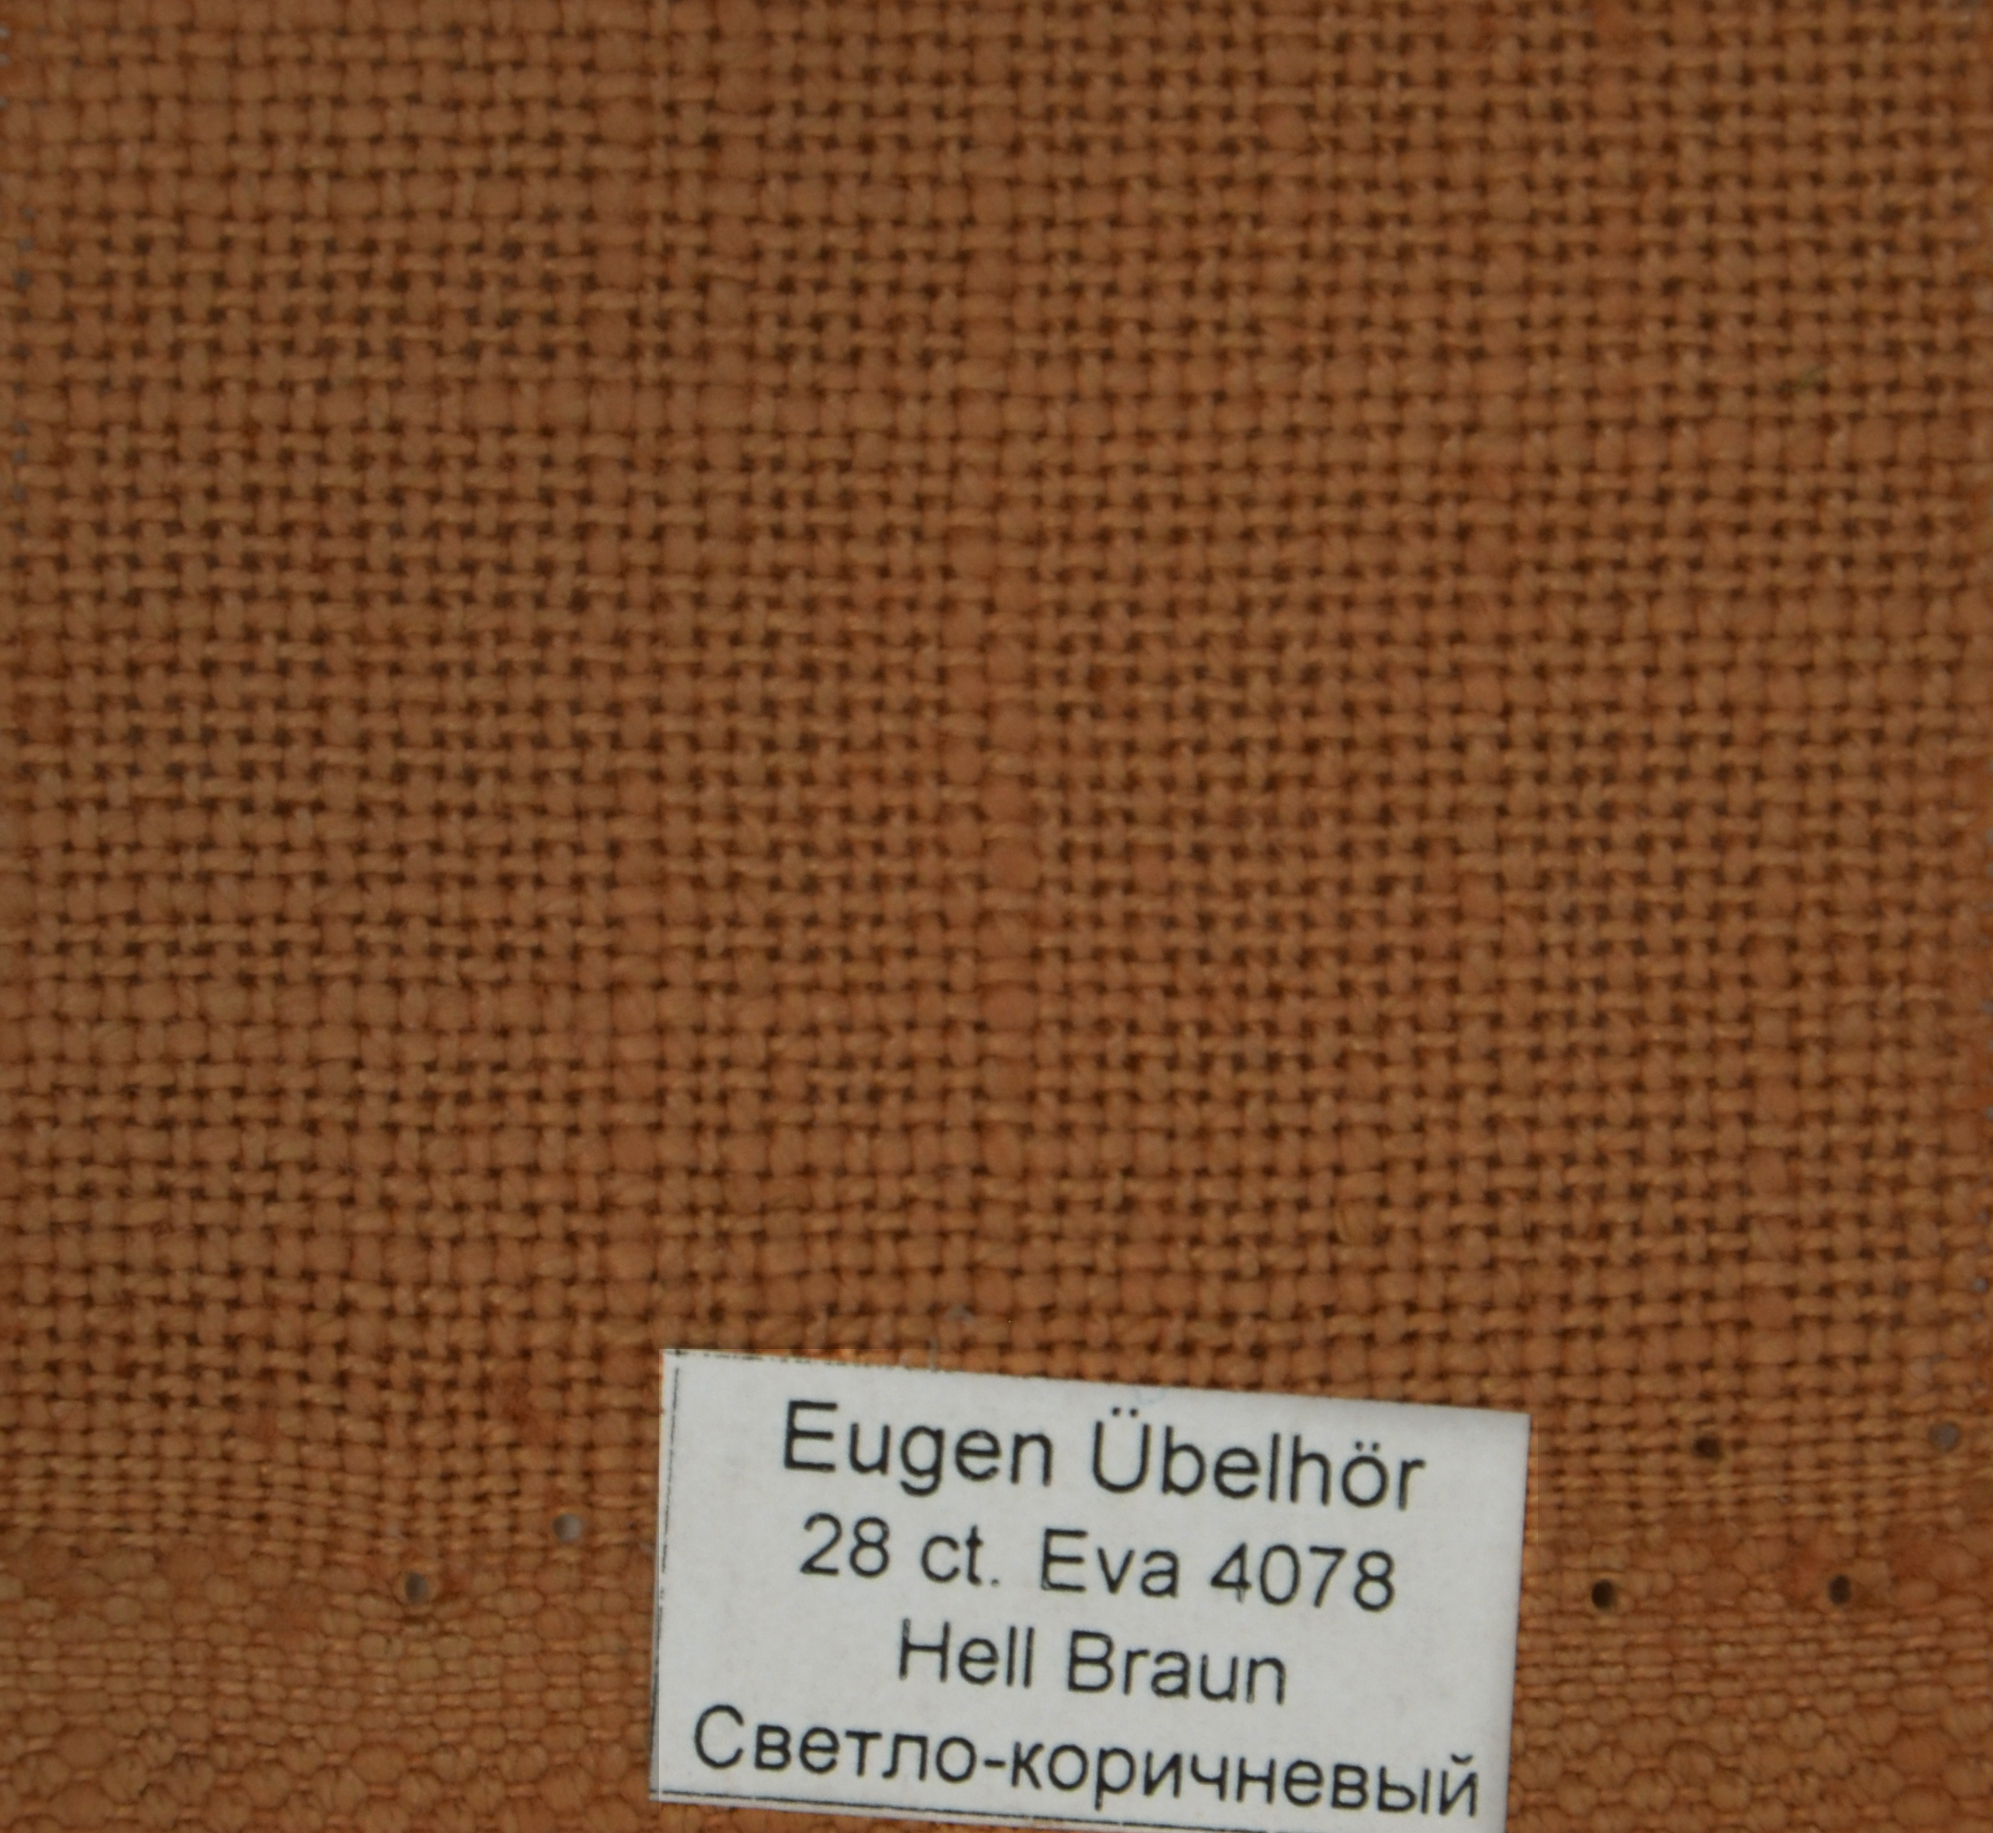 Eugen Übelhör
28 ct. Eva 4078
Hell Braun
Светло-коричневый